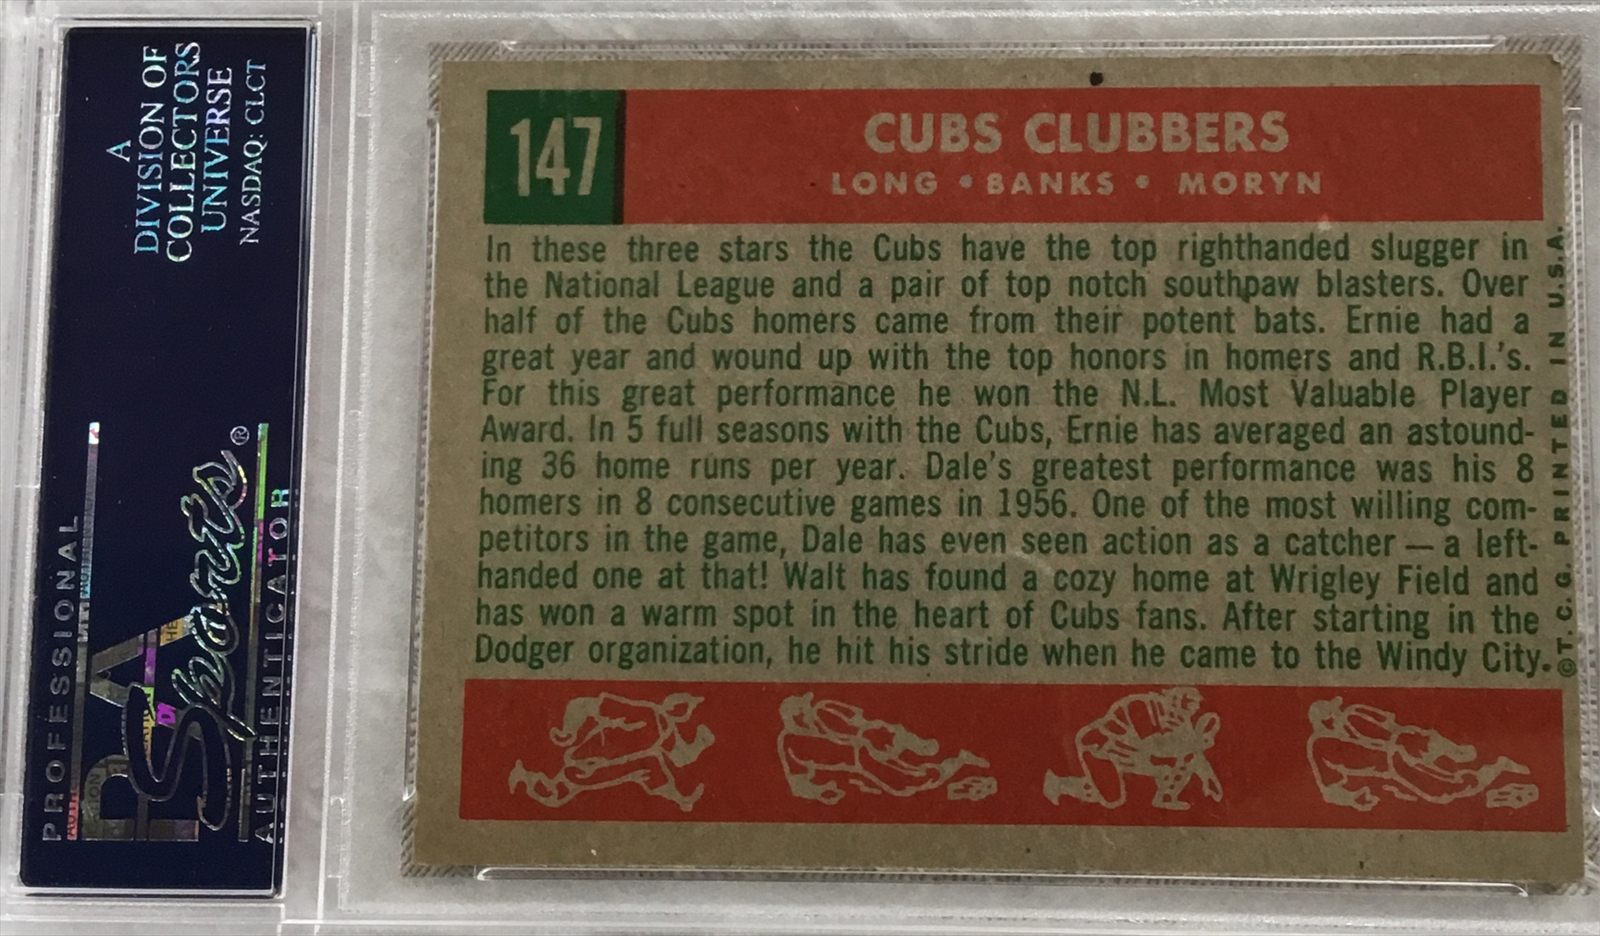 A
DIVISION OF
COLLECTORS
UNIVERSE
NASDAQ: CLCT
PROFESSIONAL
PSA
Sports®
AUTHENTICATOR
147
CUBS CLUBBERS
LONG • BANKS • MORYN
In these three stars the Cubs have the top righthanded slugger in
the National League and a pair of top notch southpaw blasters. Over
half of the Cubs homers came from their potent bats. Ernie had a
great year and wound up with the top honors in homers and R.B.I.'s.
For this great performance he won the N.L. Most Valuable Player
Award. In 5 full seasons with the Cubs, Ernie has averaged an astound-
ing 36 home runs per year. Dale's greatest performance was his 8
homers in 8 consecutive games in 1956. One of the most willing com-
petitors in the game, Dale has even seen action as a catcher — a left-
handed one at that! Walt has found a cozy home at Wrigley Field and
has won a warm spot in the heart of Cubs fans. After starting in the
Dodger organization, he hit his stride when he came to the Windy City.
©T.C.G. PRINTED IN U.S.A.